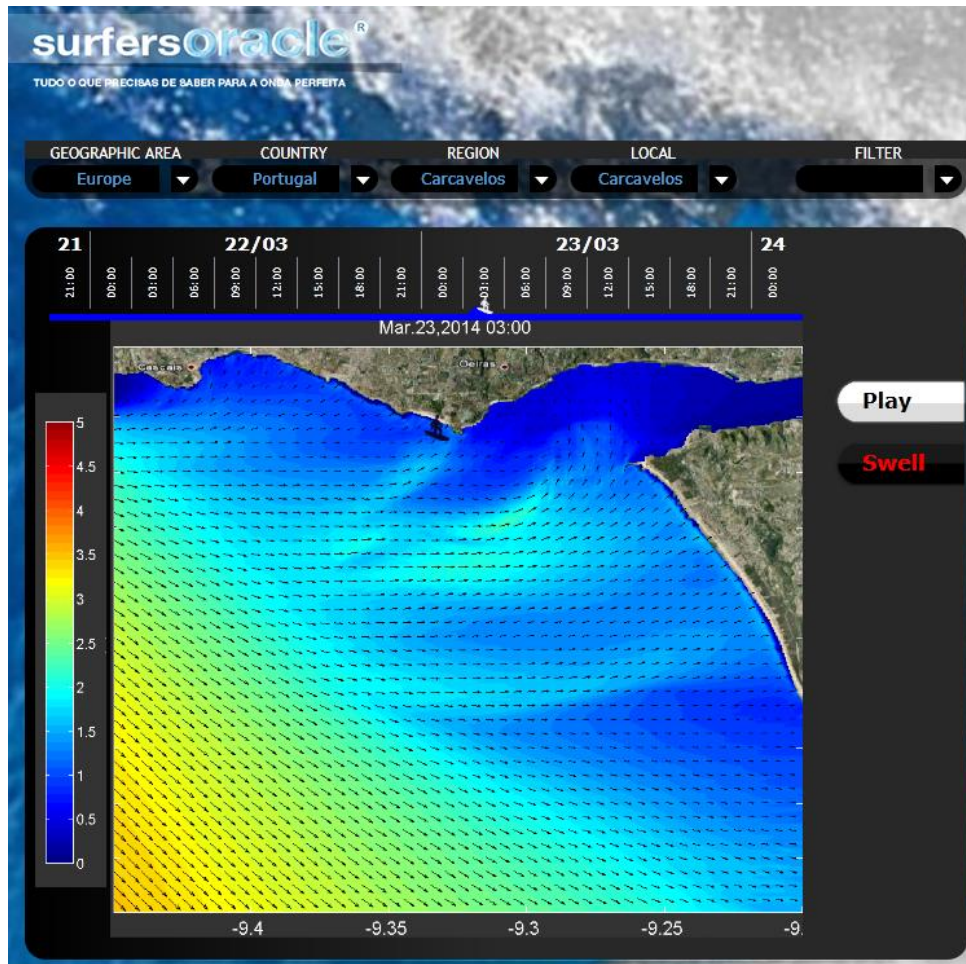 surfersoracle®
TUDO O QUE PRECISAS DE SABER PARA A ONDA PERFEITA
GEOGRAPHIC AREA COUNTRY REGION LOCAL FILTER
Europe Portugal Carcavelos Carcavelos
21 22/03 23/03 24
21:00 00:00 03:00 06:00 09:00 12:00 15:00 18:00 21:00 00:00 03:00 06:00 09:00 12:00 15:00 18:00 21:00 00:00
Mar.23,2014 03:00
Cascais Oeiras
Play
Swell
5
4.5
4
3.5
3
2.5
2
1.5
1
0.5
0
-9.4 -9.35 -9.3 -9.25 -9.